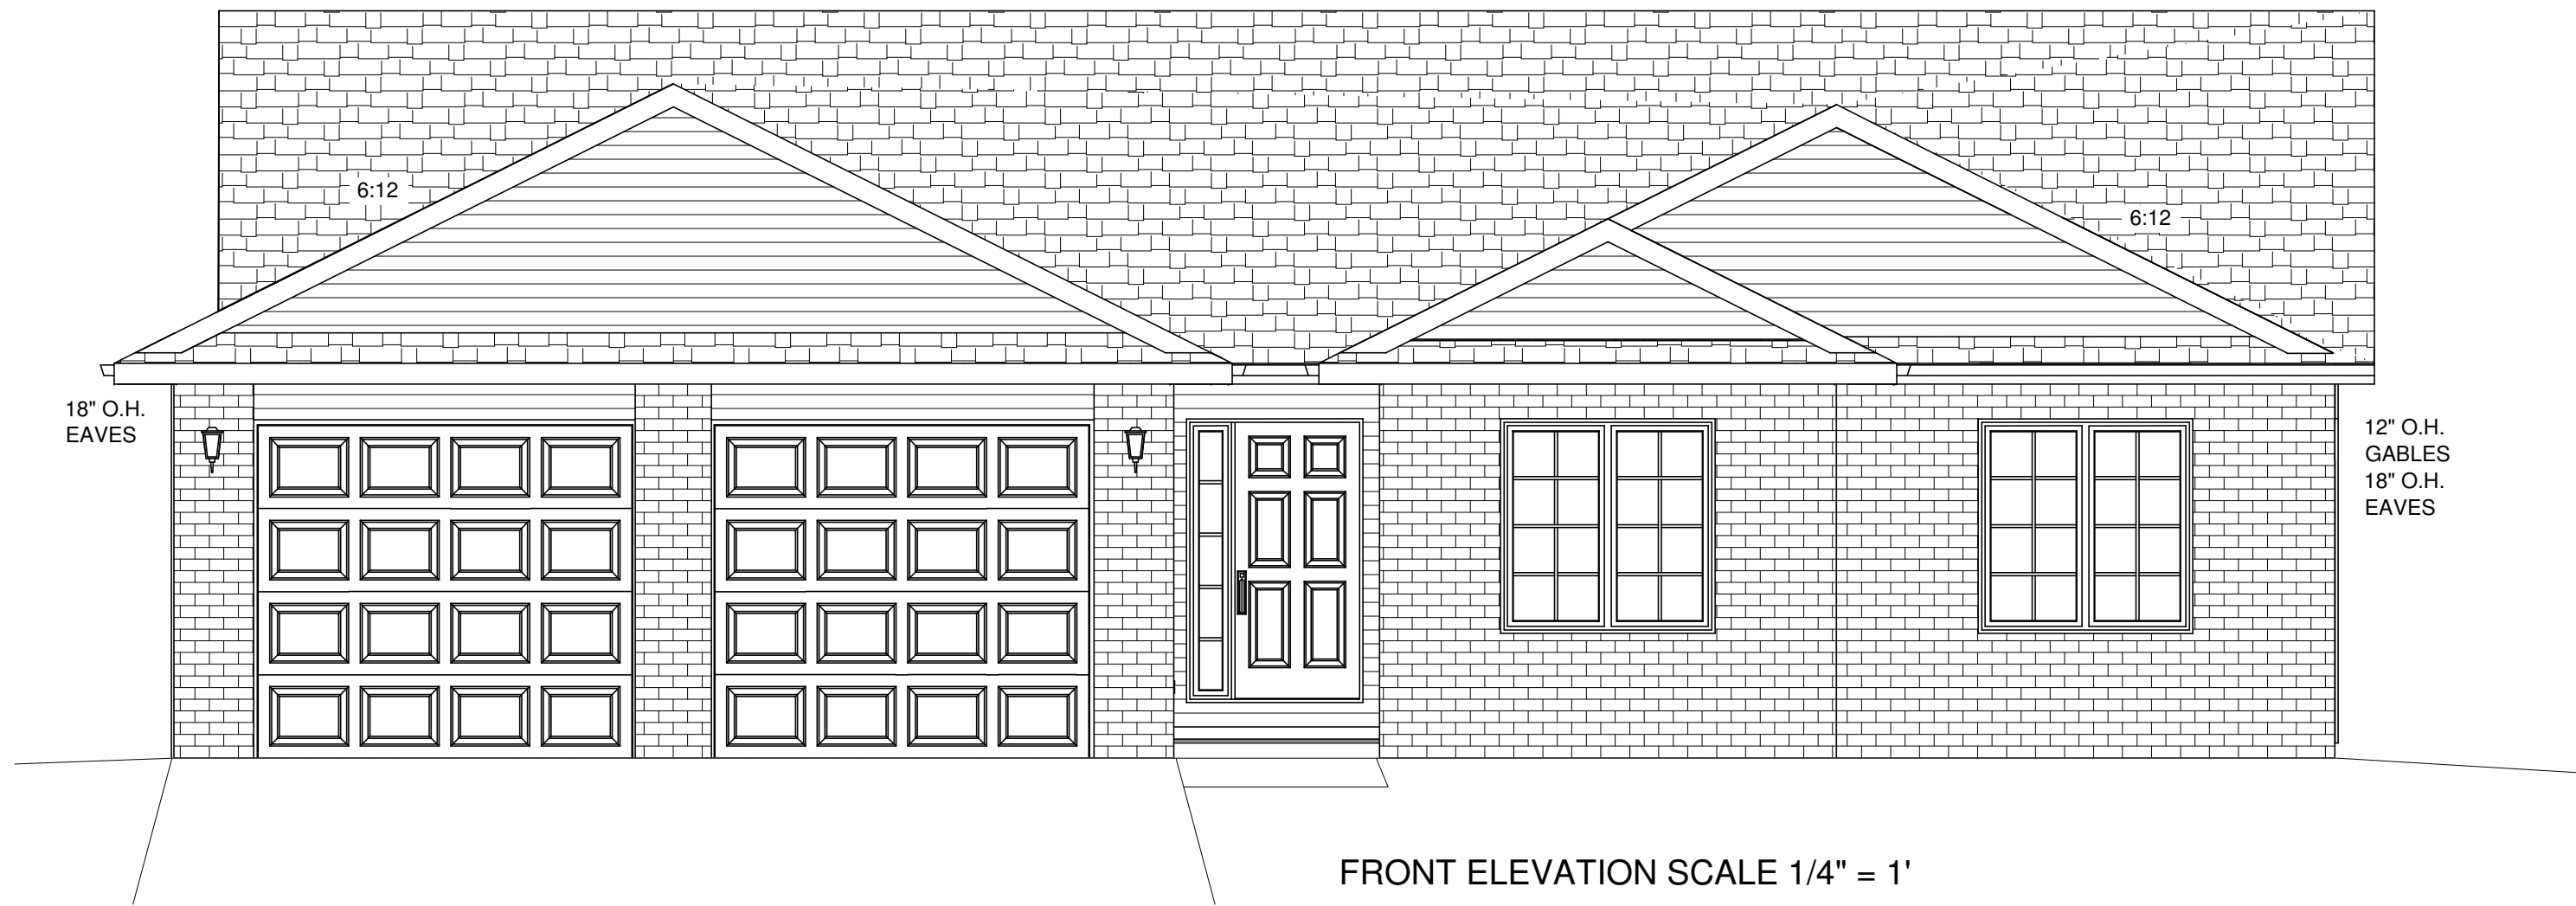 6:12
6:12
18" O.H.
EAVES
12" O.H.
GABLES
18" O.H.
EAVES
FRONT ELEVATION SCALE 1/4" = 1'